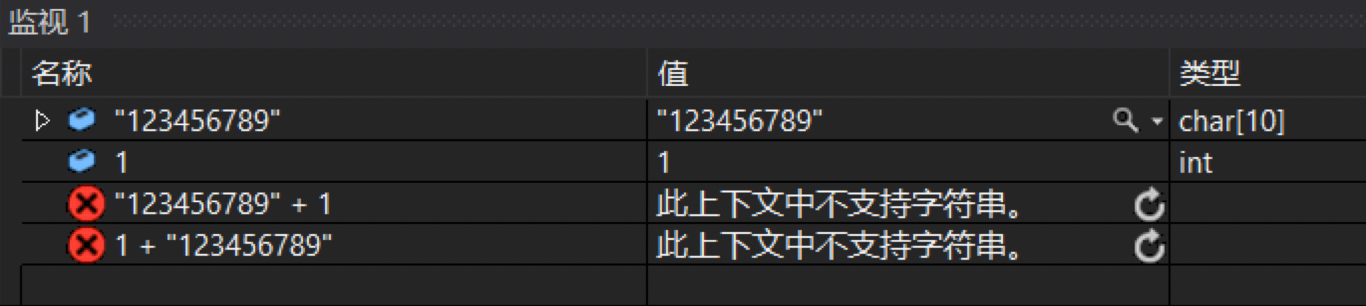 监视 1
名称 值 类型
"123456789" "123456789" char[10]
1 1 int
"123456789" + 1 此上下文中不支持字符串。
1 + "123456789" 此上下文中不支持字符串。